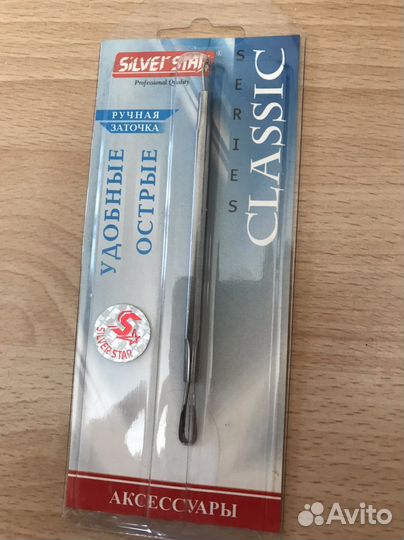 SILVER STAR®
Professional Quality
РУЧНАЯ
ЗАТОЧКА
УДОБНЫЕ
ОСТРЫЕ
SERIES
CLASSIC
S
SILVER STAR
АКСЕССУАРЫ
Avito